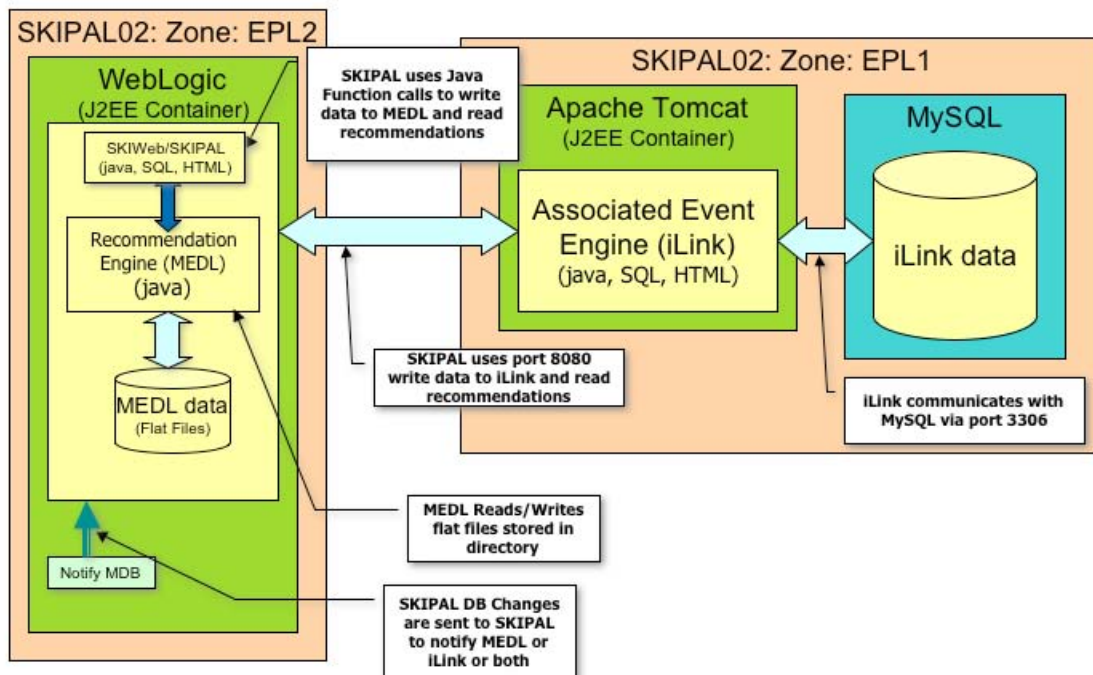 SKIPAL02: Zone: EPL2
WebLogic
(J2EE Container)
SKIWeb/SKIPAL
(java, SQL, HTML)
Recommendation
Engine (MEDL)
(java)
MEDL data
(Flat Files)
Notify MDB
SKIPAL uses Java
Function calls to write
data to MEDL and read
recommendations
SKIPAL uses port 8080
write data to iLink and read
recommendations
MEDL Reads/Writes
flat files stored in
directory
SKIPAL DB Changes
are sent to SKIPAL
to notify MEDL or
iLink or both
SKIPAL02: Zone: EPL1
Apache Tomcat
(J2EE Container)
Associated Event
Engine (iLink)
(java, SQL, HTML)
MySQL
iLink data
iLink communicates with
MySQL via port 3306